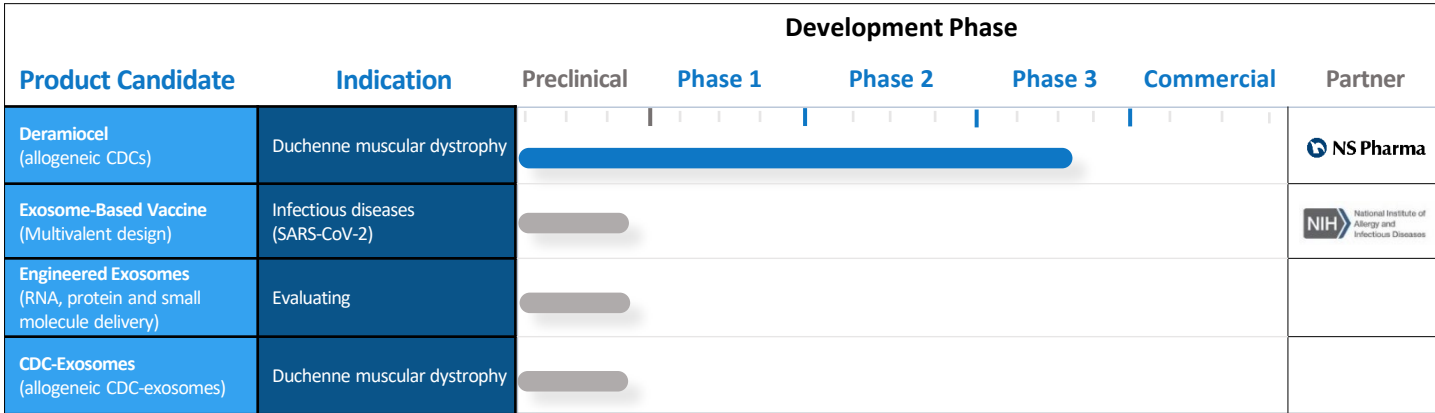 Development Phase
Product Candidate Indication Preclinical Phase 1 Phase 2 Phase 3 Commercial Partner
Deramiocel
(allogeneic CDCs)
Duchenne muscular dystrophy
NS Pharma
Exosome-Based Vaccine
(Multivalent design)
Infectious diseases
(SARS-CoV-2)
NIH
National Institute of
Allergy and
Infectious Diseases
Engineered Exosomes
(RNA, protein and small
molecule delivery)
Evaluating
CDC-Exosomes
(allogeneic CDC-exosomes)
Duchenne muscular dystrophy